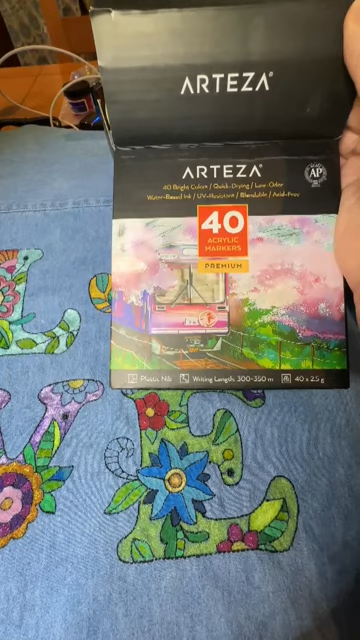 ARTEZA
ARTEZA
40 Bright Colors / Quick-Drying / Low-Odor
Water-Based Ink / UV-Resistant / Blendable / Acid-Free
AP
40
ACRYLIC
MARKERS
PREMIUM
Plastic Nib
Writing Length: 300-350 m
40 x 2.5 g
L
V
E